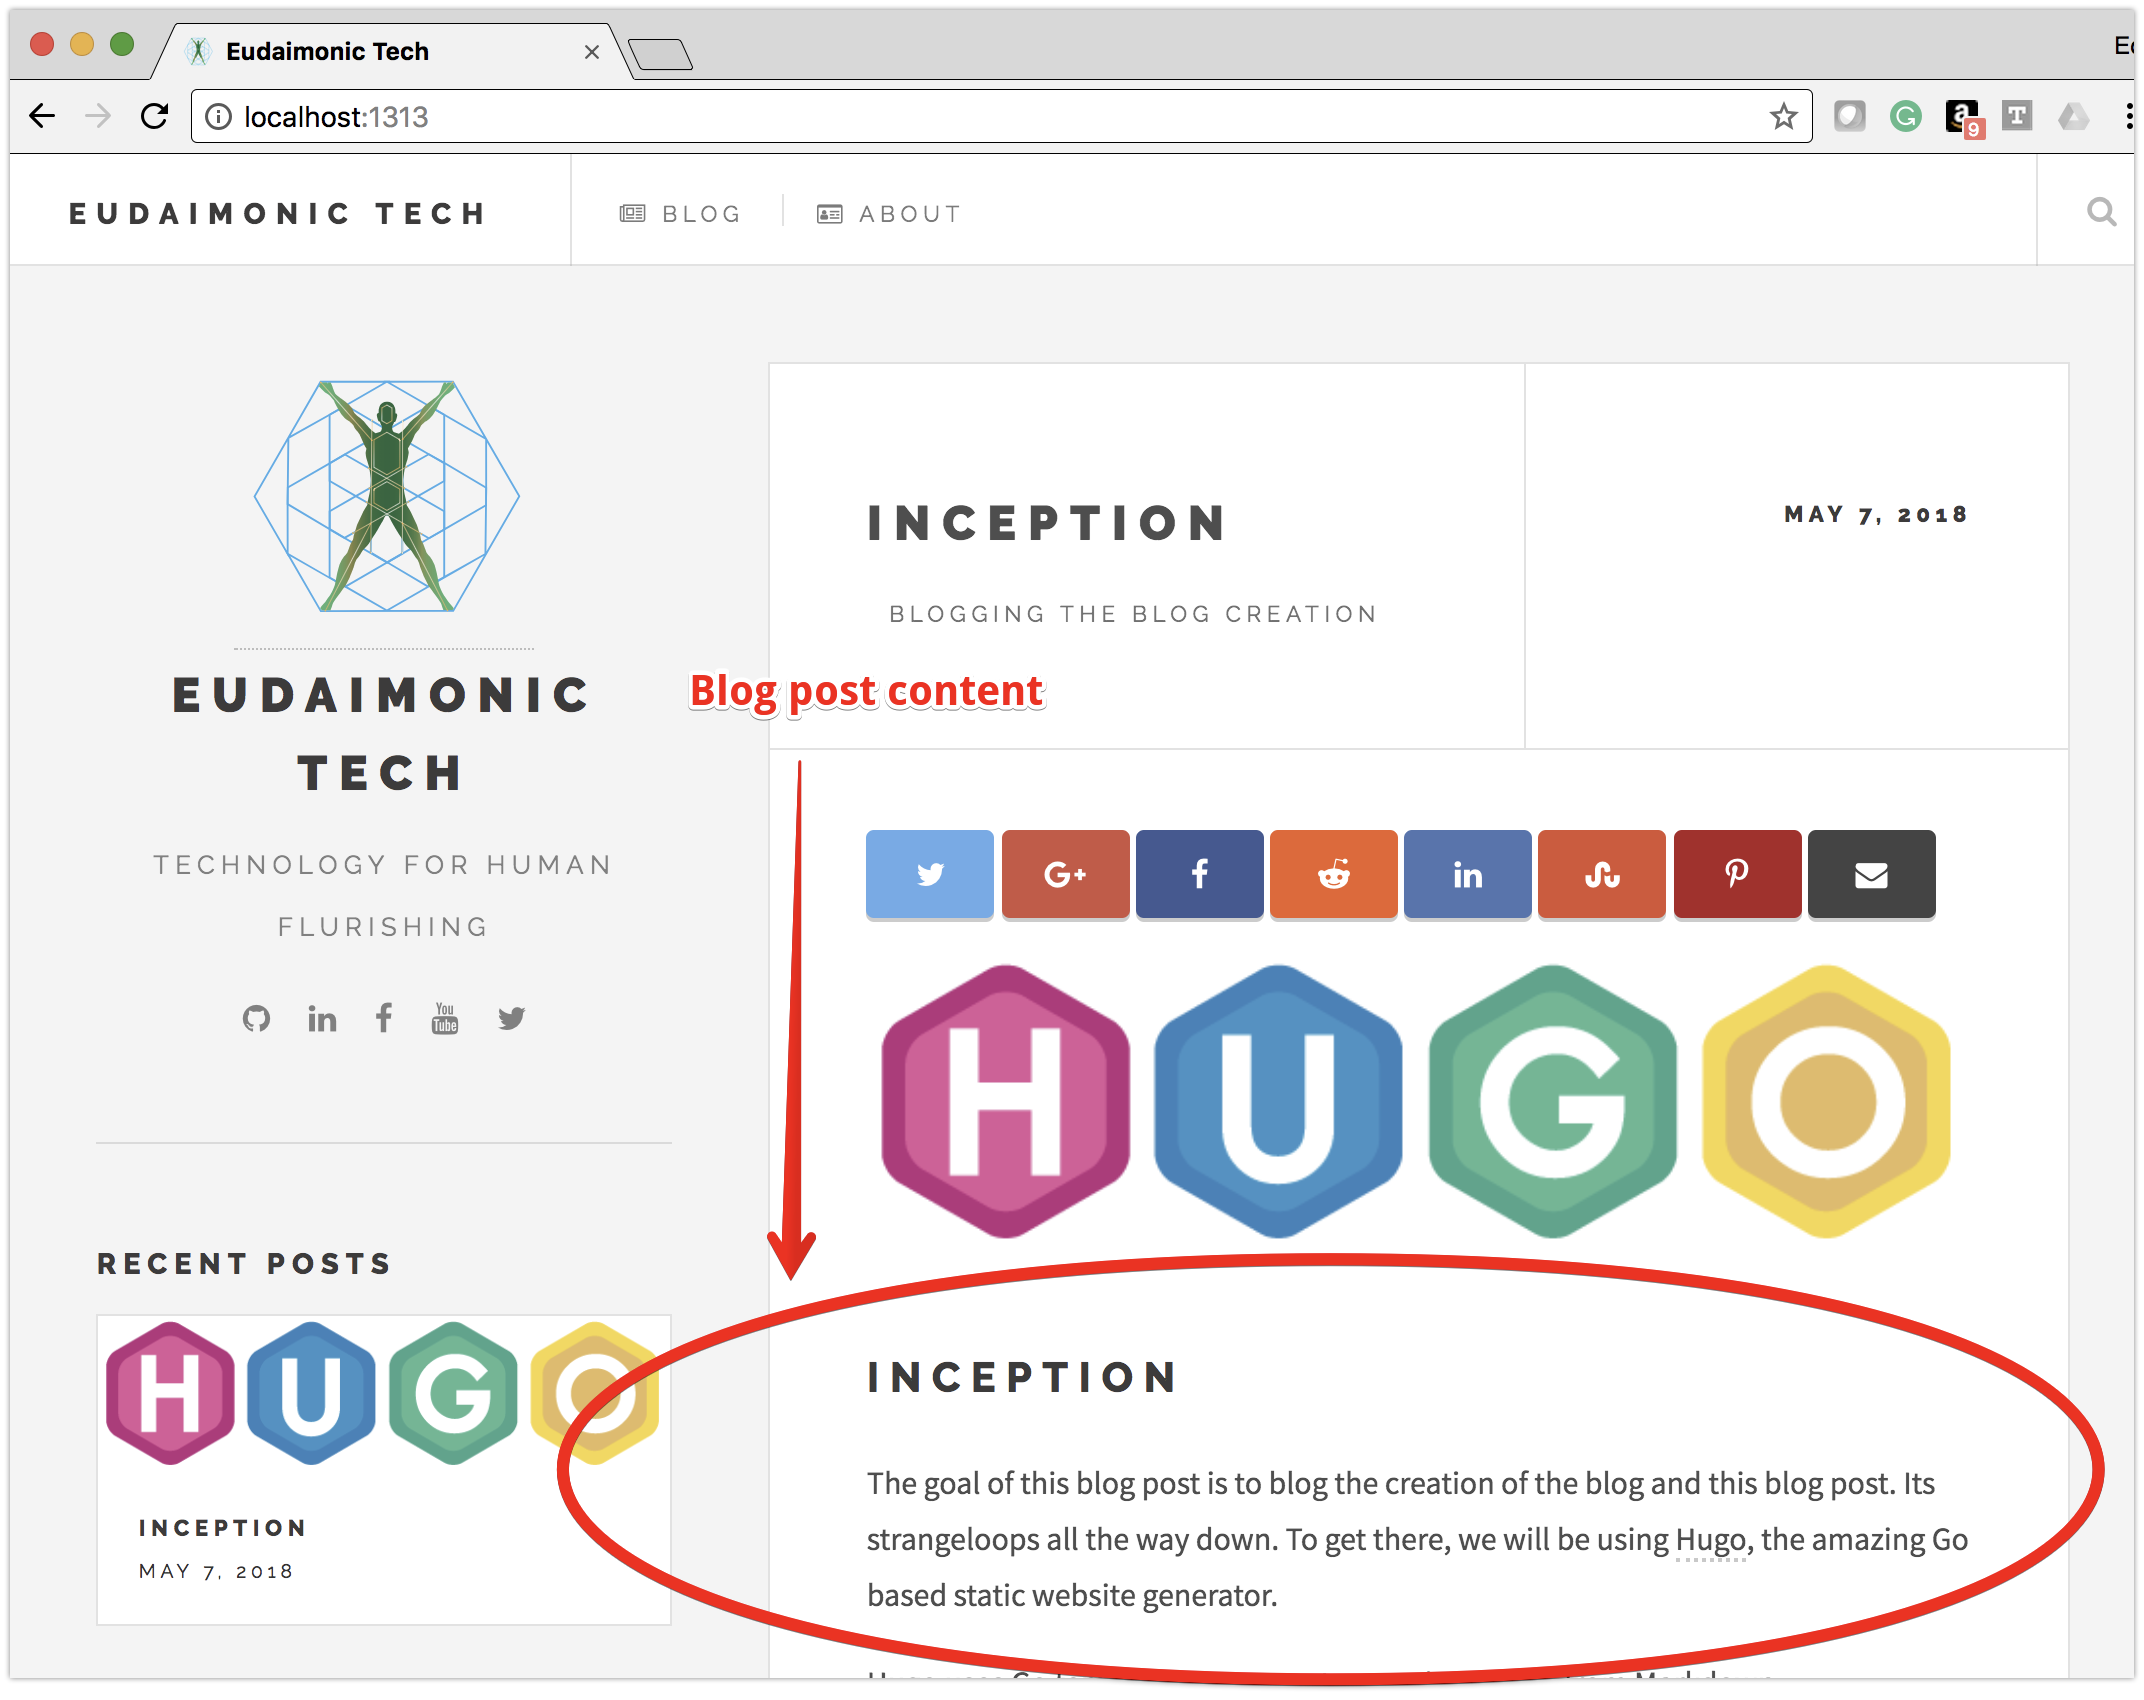 Eudaimonic Tech
localhost:1313
9
EUDAIMONIC TECH
BLOG
ABOUT
EUDAIMONIC
TECH
TECHNOLOGY FOR HUMAN
FLURISHING
You
Tube
RECENT POSTS
HUGO
INCEPTION
MAY 7, 2018
INCEPTION
MAY 7, 2018
BLOGGING THE BLOG CREATION
Blog post content
HUGO
INCEPTION
The goal of this blog post is to blog the creation of the blog and this blog post. Its
strangeloops all the way down. To get there, we will be using Hugo, the amazing Go
based static website generator.